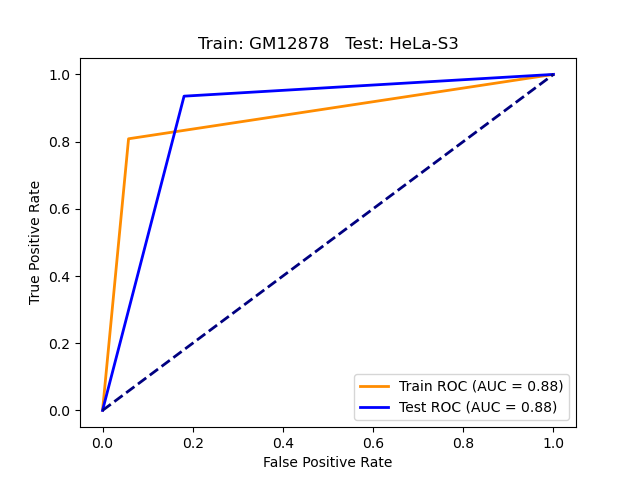 Train: GM12878   Test: HeLa-S3
True Positive Rate
1.0
0.8
0.6
0.4
0.2
0.0
Train ROC (AUC = 0.88)
Test ROC (AUC = 0.88)
0.0 0.2 0.4 0.6 0.8 1.0
False Positive Rate